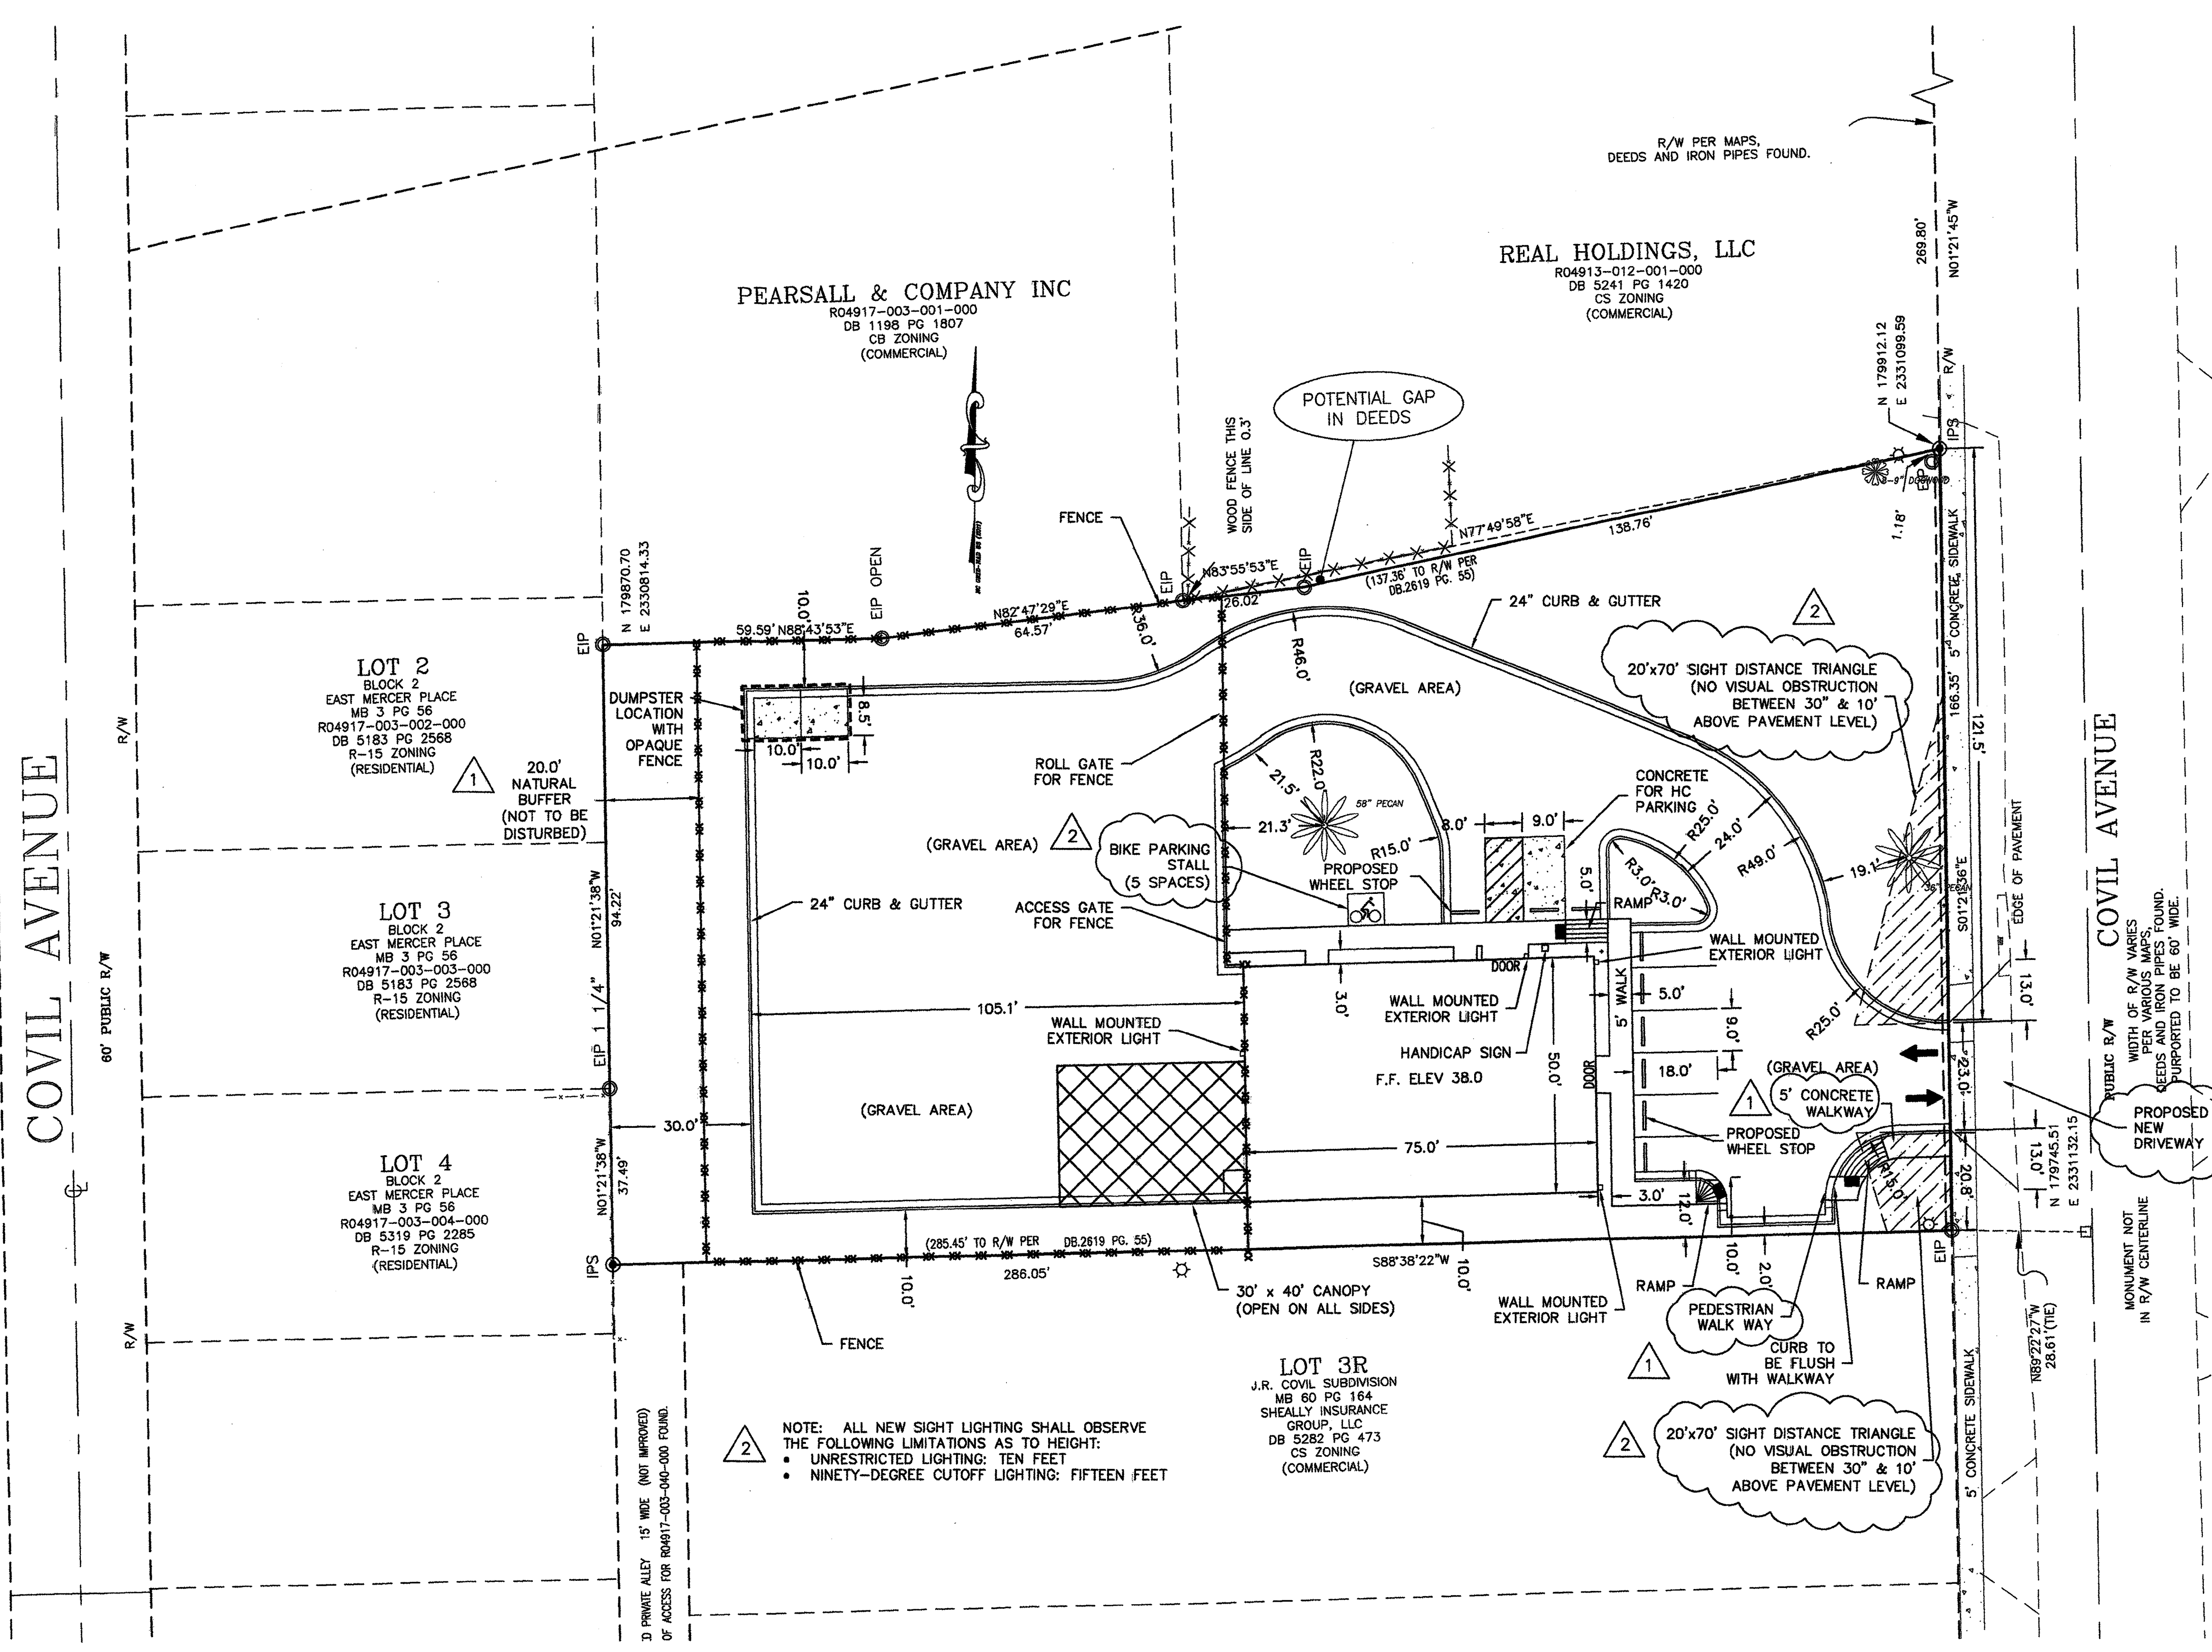 R/W PER MAPS,
DEEDS AND IRON PIPES FOUND.
269.80'
N01°21'45"W
REAL HOLDINGS, LLC
R04913-012-001-000
DB 5241 PG 1420
CS ZONING
(COMMERCIAL)
PEARSALL & COMPANY INC
R04917-003-001-000
DB 1198 PG 1807
CB ZONING
(COMMERCIAL)
N 179912.12
E 2331099.59
R/W
IPS
POTENTIAL GAP
IN DEEDS
WOOD FENCE THIS
SIDE OF LINE 0.3'
FENCE
EIP
EIP
N83°55'53"E
26.02'
N77°49'58"E
138.76'
(137.36' TO R/W PER
DB.2619 PG. 55)
1.18'
EIP
N 179870.70
E 2330814.33
EIP
10.0'
EIP OPEN
59.59' N88°43'53"E
N82°47'29"E
64.57'
R36.0'
R46.0'
24" CURB & GUTTER
5' CONCRETE SIDEWALK
166.35'
121.5'
2
20'x70' SIGHT DISTANCE TRIANGLE
(NO VISUAL OBSTRUCTION
BETWEEN 30" & 10'
ABOVE PAVEMENT LEVEL)
LOT 2
BLOCK 2
EAST MERCER PLACE
MB 3 PG 56
R04917-003-002-000
DB 5183 PG 2568
R-15 ZONING
(RESIDENTIAL)
R/W
1
20.0'
NATURAL
BUFFER
(NOT TO BE
DISTURBED)
DUMPSTER
LOCATION
WITH
OPAQUE
FENCE
8.5'
10.0'
10.0'
(GRAVEL AREA)
ROLL GATE
FOR FENCE
R22.0'
21.5'
58" PECAN
21.3'
R15.0'
8.0'
9.0'
CONCRETE
FOR HC
PARKING
R25.0'
24.0'
R49.0'
19.1'
R3.0'
R3.0'
(GRAVEL AREA)
2
BIKE PARKING
STALL
(5 SPACES)
PROPOSED
WHEEL STOP
5.0'
RAMP
24" CURB & GUTTER
ACCESS GATE
FOR FENCE
COVIL AVENUE
60' PUBLIC R/W
LOT 3
BLOCK 2
EAST MERCER PLACE
MB 3 PG 56
R04917-003-003-000
DB 5183 PG 2568
R-15 ZONING
(RESIDENTIAL)
N01°21'38"W
94.22'
EIP 1 1/4"
105.1'
WALL MOUNTED
EXTERIOR LIGHT
3.0'
DOOR
WALL MOUNTED
EXTERIOR LIGHT
HANDICAP SIGN
F.F. ELEV 38.0
50.0'
DOOR
5' WALK
WALL MOUNTED
EXTERIOR LIGHT
5.0'
9.0'
18.0'
R25.0'
(GRAVEL AREA)
1
5' CONCRETE
WALKWAY
PROPOSED
WHEEL STOP
EDGE OF PAVEMENT
13.0'
23.0'
13.0'
20.8'
R15.0'
COVIL AVENUE
PUBLIC R/W
WIDTH OF R/W VARIES
PER VARIOUS MAPS,
DEEDS AND IRON PIPES FOUND.
PURPORTED TO BE 60' WIDE.
PROPOSED
NEW
DRIVEWAY
N 179745.51
E 2331132.15
MONUMENT NOT
IN R/W CENTERLINE
(GRAVEL AREA)
30.0'
75.0'
3.0'
12.0'
10.0'
2.0'
LOT 4
BLOCK 2
EAST MERCER PLACE
MB 3 PG 56
R04917-003-004-000
DB 5319 PG 2285
R-15 ZONING
(RESIDENTIAL)
N01°21'38"W
37.49'
IPS
R/W
(285.45' TO R/W PER DB.2619 PG. 55)
286.05'
10.0'
S88°38'22"W
10.0'
EIP
FENCE
30' x 40' CANOPY
(OPEN ON ALL SIDES)
WALL MOUNTED
EXTERIOR LIGHT
RAMP
PEDESTRIAN
WALK WAY
RAMP
1
CURB TO
BE FLUSH
WITH WALKWAY
N89°22'27"W
28.61'(TIE)
5' CONCRETE SIDEWALK
LOT 3R
J.R. COVIL SUBDIVISION
MB 60 PG 164
SHEALLY INSURANCE
GROUP, LLC
DB 5282 PG 473
CS ZONING
(COMMERCIAL)
2
20'x70' SIGHT DISTANCE TRIANGLE
(NO VISUAL OBSTRUCTION
BETWEEN 30" & 10'
ABOVE PAVEMENT LEVEL)
2
NOTE: ALL NEW SIGHT LIGHTING SHALL OBSERVE
THE FOLLOWING LIMITATIONS AS TO HEIGHT:
• UNRESTRICTED LIGHTING: TEN FEET
• NINETY-DEGREE CUTOFF LIGHTING: FIFTEEN FEET
PRIVATE ALLEY 15' WIDE (NOT IMPROVED)
OF ACCESS FOR R04917-003-040-000 FOUND.